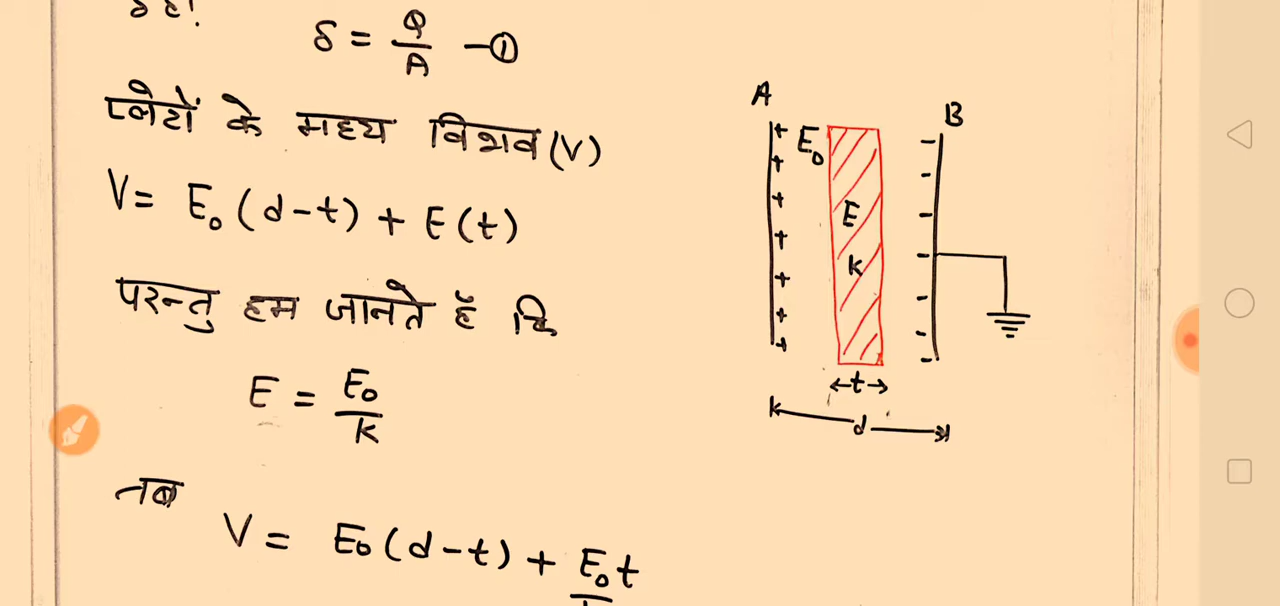 δ = Q/A —①
प्लेटों के मध्य विभव (V)
V = E₀(d-t) + E(t)
परन्तु हम जानते हैं कि
E = E₀/k
तब
V = E₀(d-t) + E₀t
A
B
E₀
E
k
t
d